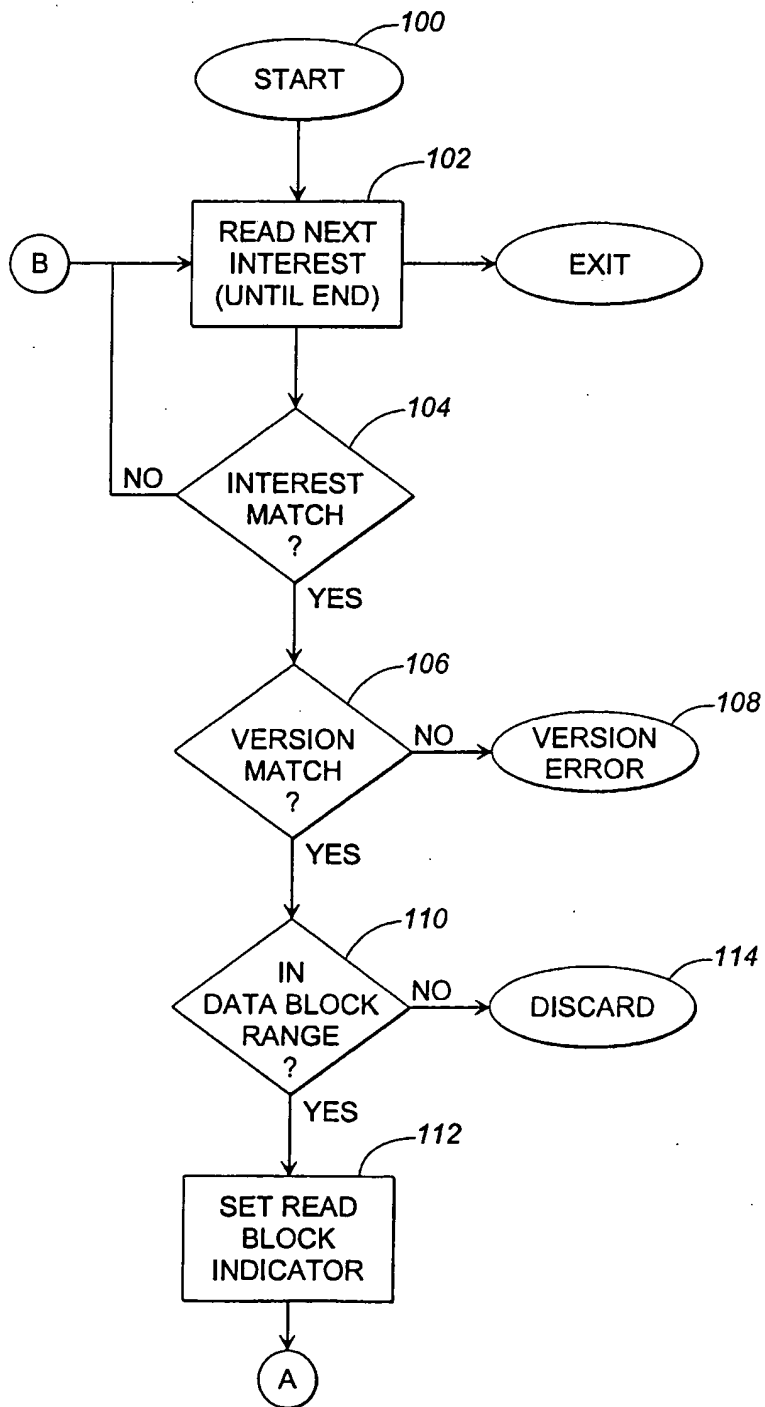 100
START
102
READ NEXT
INTEREST
(UNTIL END)
B
EXIT
104
NO
INTEREST
MATCH
?
YES
106
VERSION
MATCH
?
NO
108
VERSION
ERROR
YES
110
IN
DATA BLOCK
RANGE
?
NO
114
DISCARD
YES
112
SET READ
BLOCK
INDICATOR
A